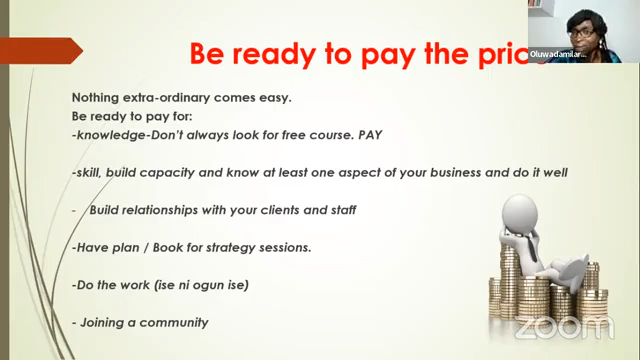 Be ready to pay the pric
Oluwadamilar...
Nothing extra-ordinary comes easy.
Be ready to pay for:
-knowledge-Don't always look for free course. PAY
-skill, build capacity and know at least one aspect of your business and do it well
- Build relationships with your clients and staff
-Have plan / Book for strategy sessions.
-Do the work (ise ni ogun ise)
- Joining a community
zoom